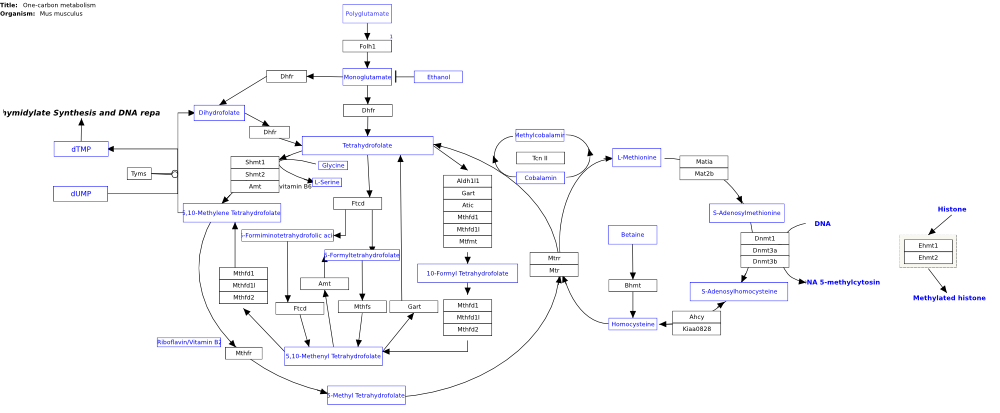 Title: One-carbon metabolism
Organism: Mus musculus
Polyglutamate
Folh1
Monoglutamate
Ethanol
Dhfr
Dhfr
Dihydrofolate
Dhfr
hymidylate Synthesis and DNA repa
dTMP
Tyms
dUMP
Tetrahydrofolate
Shmt1
Shmt2
Amt
Glycine
L-Serine
vitamin B6
5,10-Methylene Tetrahydrofolate
Ftcd
5-Formiminotetrahydrofolic aci
5-Formyltetrahydrofolate
Aldh1l1
Gart
Atic
Mthfd1
Mthfd1l
Mtfmt
10-Formyl Tetrahydrofolate
Mthfd1
Mthfd1l
Mthfd2
Mthfd1
Mthfd1l
Mthfd2
Amt
Ftcd
Mthfs
Gart
Riboflavin/Vitamin B2
Mthfr
5,10-Methenyl Tetrahydrofolate
5-Methyl Tetrahydrofolate
Methylcobalamin
Tcn II
Cobalamin
Mtrr
Mtr
L-Methionine
Matia
Mat2b
S-Adenosylmethionine
DNA
Dnmt1
Dnmt3a
Dnmt3b
NA 5-methylcytosin
S-Adenosylhomocysteine
Betaine
Bhmt
Homocysteine
Ahcy
Kiaa0828
Histone
Ehmt1
Ehmt2
Methylated histone